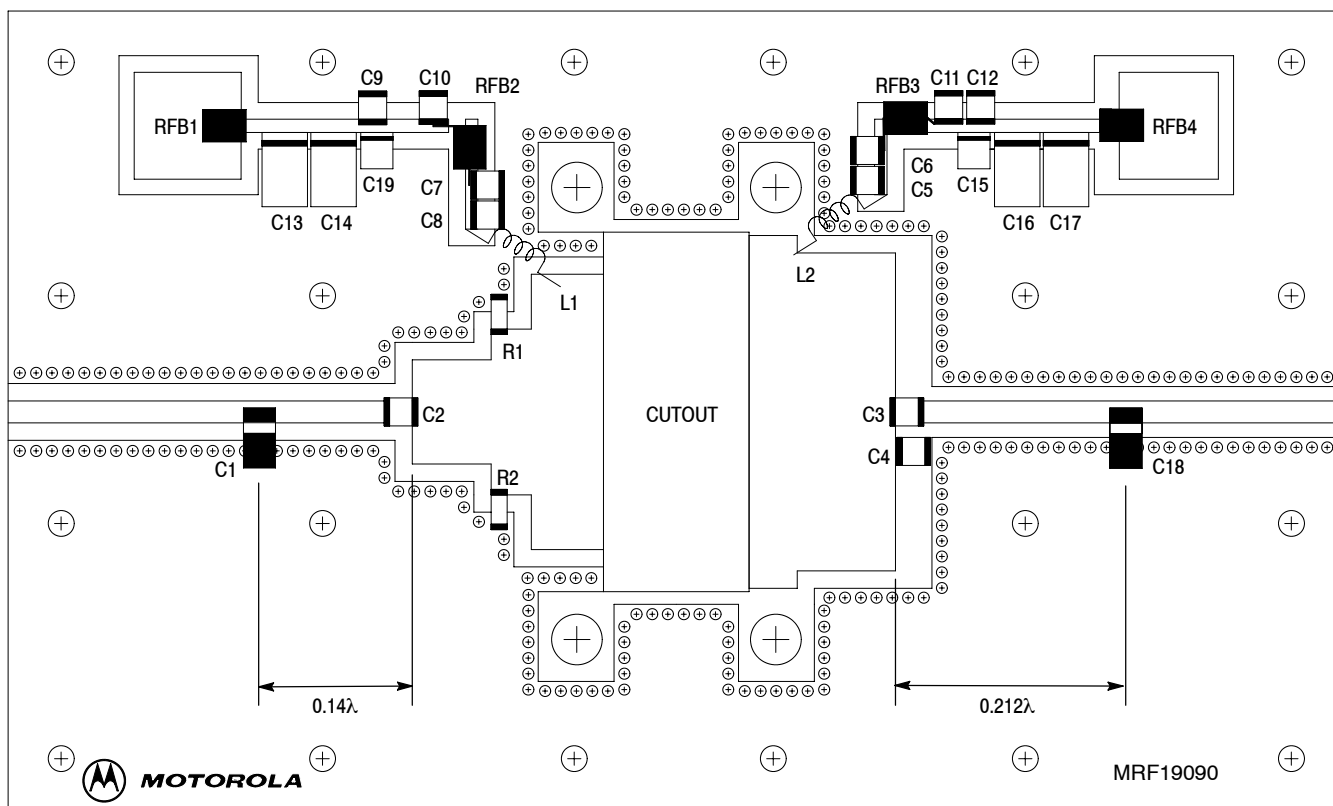 C9
C10
RFB2
RFB1
C19
C13
C14
C7
C8
L1
R1
C2
C1
R2
0.14λ
CUTOUT
RFB3
C11
C12
RFB4
C6
C5
C15
C16
C17
L2
C3
C4
C18
0.212λ
MOTOROLA
MRF19090